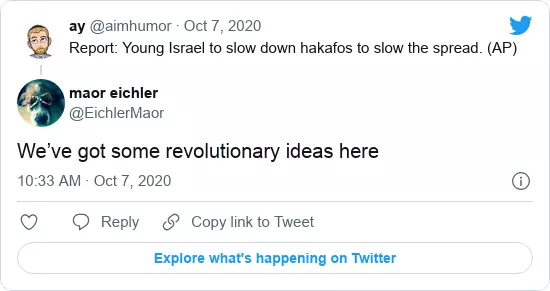 ay @aimhumor · Oct 7, 2020
Report: Young Israel to slow down hakafos to slow the spread. (AP)
maor eichler
@EichlerMaor
We’ve got some revolutionary ideas here
10:33 AM · Oct 7, 2020
Reply Copy link to Tweet
Explore what's happening on Twitter